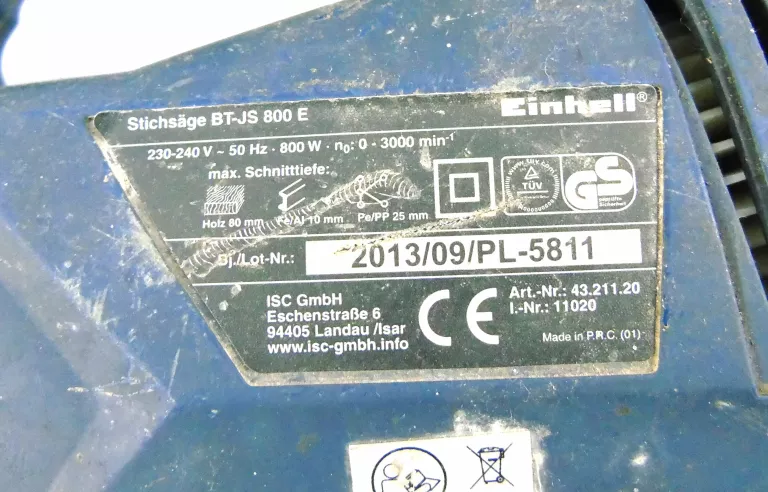 Stichsäge BT-JS 800 E
Einhell®
230-240 V ~ 50 Hz · 800 W · n₀: 0 - 3000 min⁻¹
max. Schnitttiefe:
Holz 80 mm Fe/Al 10 mm Pe/PP 25 mm
TÜV
GS
geprüfte
Sicherheit
Bj./Lot-Nr.: 2013/09/PL-5811
ISC GmbH
Eschenstraße 6
94405 Landau /Isar
www.isc-gmbh.info
CE
Art.-Nr.: 43.211.20
I.-Nr.: 11020
Made in P.R.C. (01)